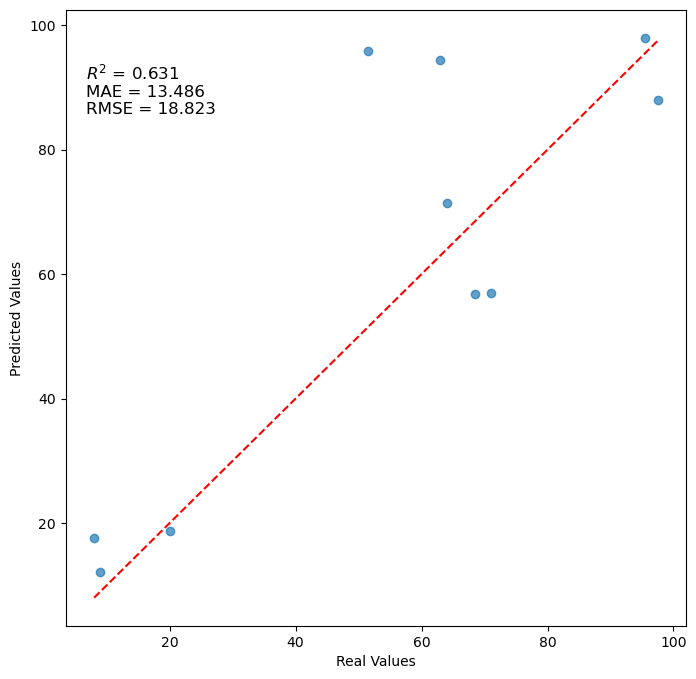 100
80
60
40
20
Predicted Values
R² = 0.631
MAE = 13.486
RMSE = 18.823
20 40 60 80 100
Real Values